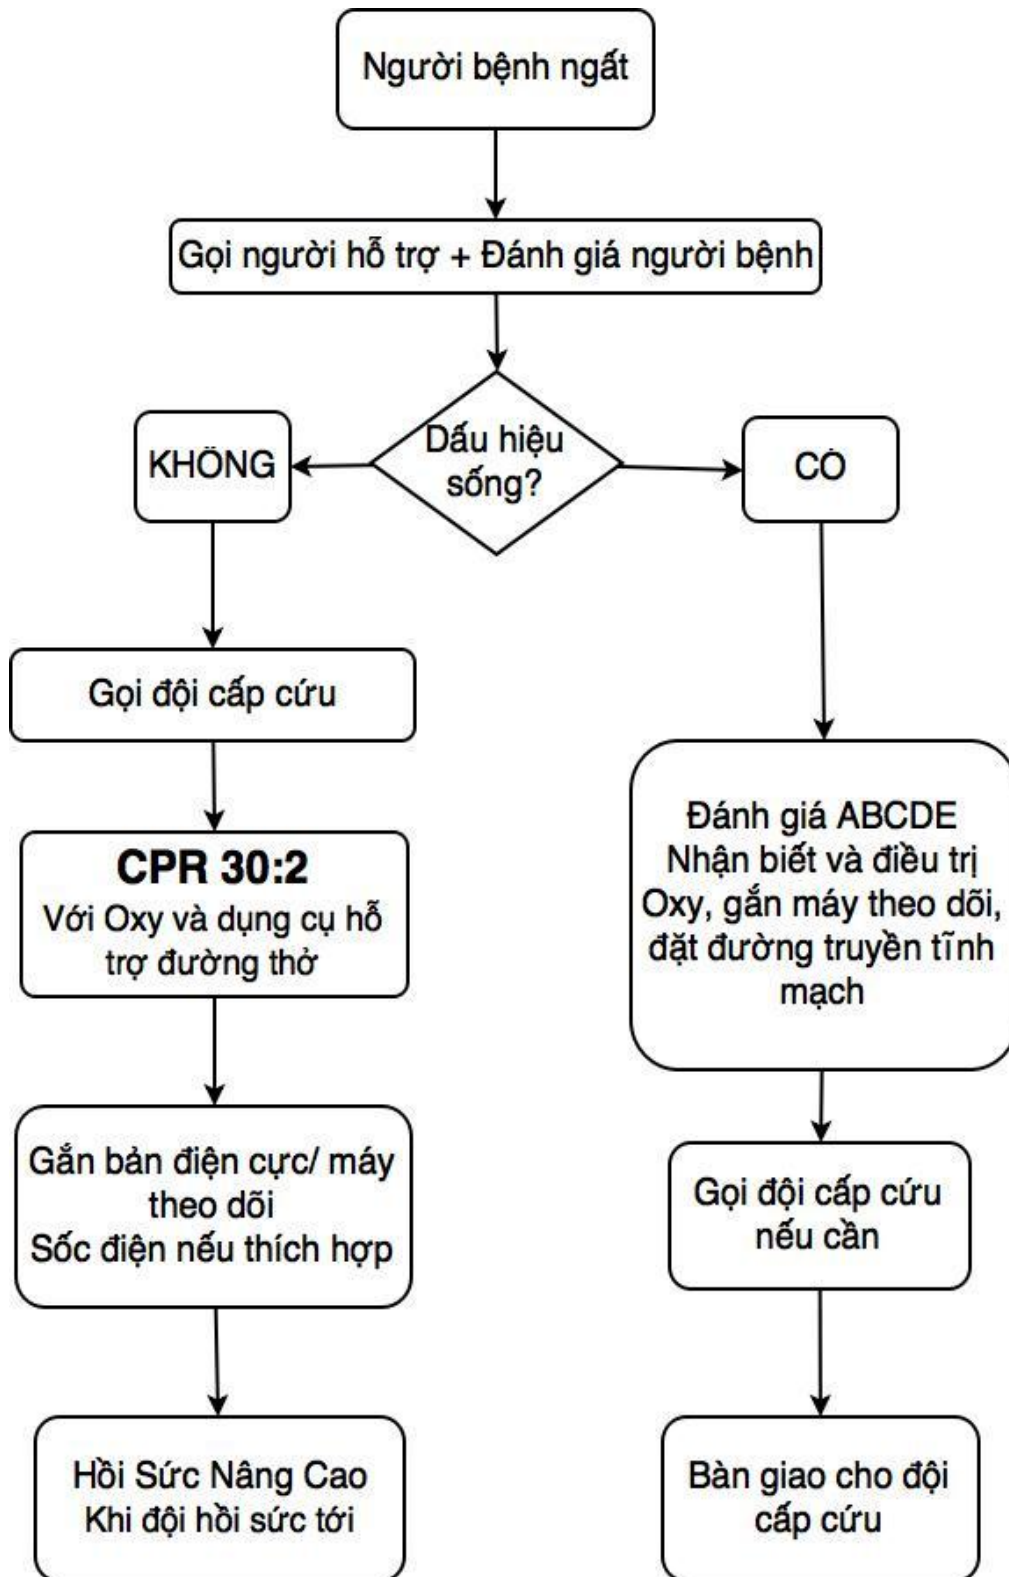 Người bệnh ngất
Gọi người hỗ trợ + Đánh giá người bệnh
Dấu hiệu
sống?
KHÔNG
CÓ
Gọi đội cấp cứu
CPR 30:2
Với Oxy và dụng cụ hỗ
trợ đường thở
Gắn bản điện cực/ máy
theo dõi
Sốc điện nếu thích hợp
Hồi Sức Nâng Cao
Khi đội hồi sức tới
Đánh giá ABCDE
Nhận biết và điều trị
Oxy, gắn máy theo dõi,
đặt đường truyền tĩnh
mạch
Gọi đội cấp cứu
nếu cần
Bàn giao cho đội
cấp cứu